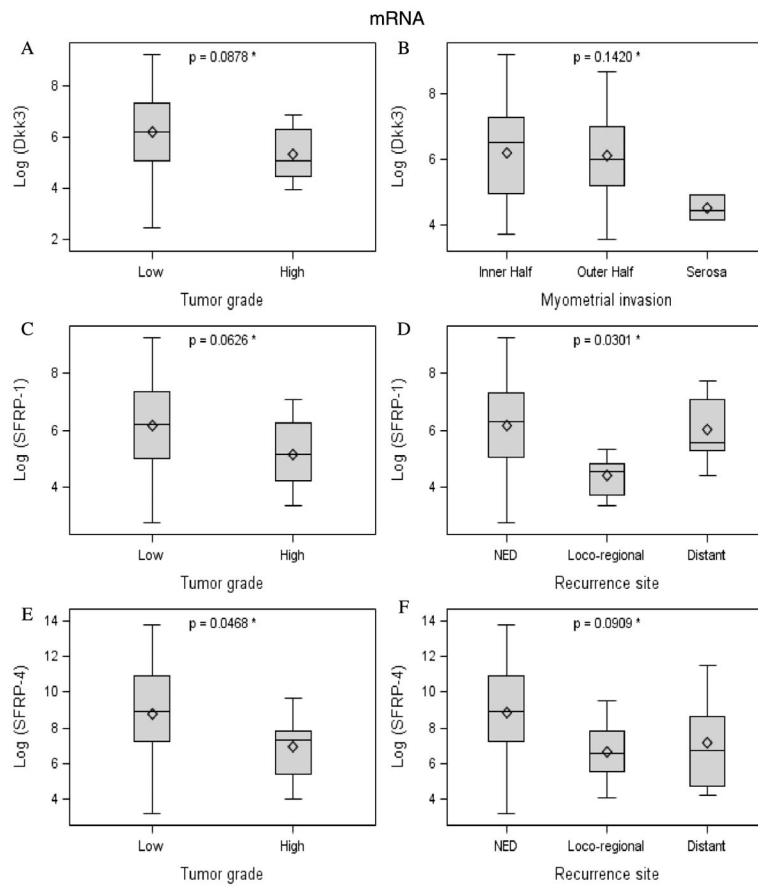 mRNA
A
p = 0.0878 *
Log (Dkk3)
8
6
4
2
Low
High
Tumor grade
B
p = 0.1420 *
Log (Dkk3)
8
6
4
Inner Half
Outer Half
Serosa
Myometrial invasion
C
p = 0.0626 *
Log (SFRP-1)
8
6
4
Low
High
Tumor grade
D
p = 0.0301 *
Log (SFRP-1)
8
6
4
NED
Loco-regional
Distant
Recurrence site
E
p = 0.0468 *
Log (SFRP-4)
14
12
10
8
6
4
Low
High
Tumor grade
F
p = 0.0909 *
Log (SFRP-4)
14
12
10
8
6
4
NED
Loco-regional
Distant
Recurrence site